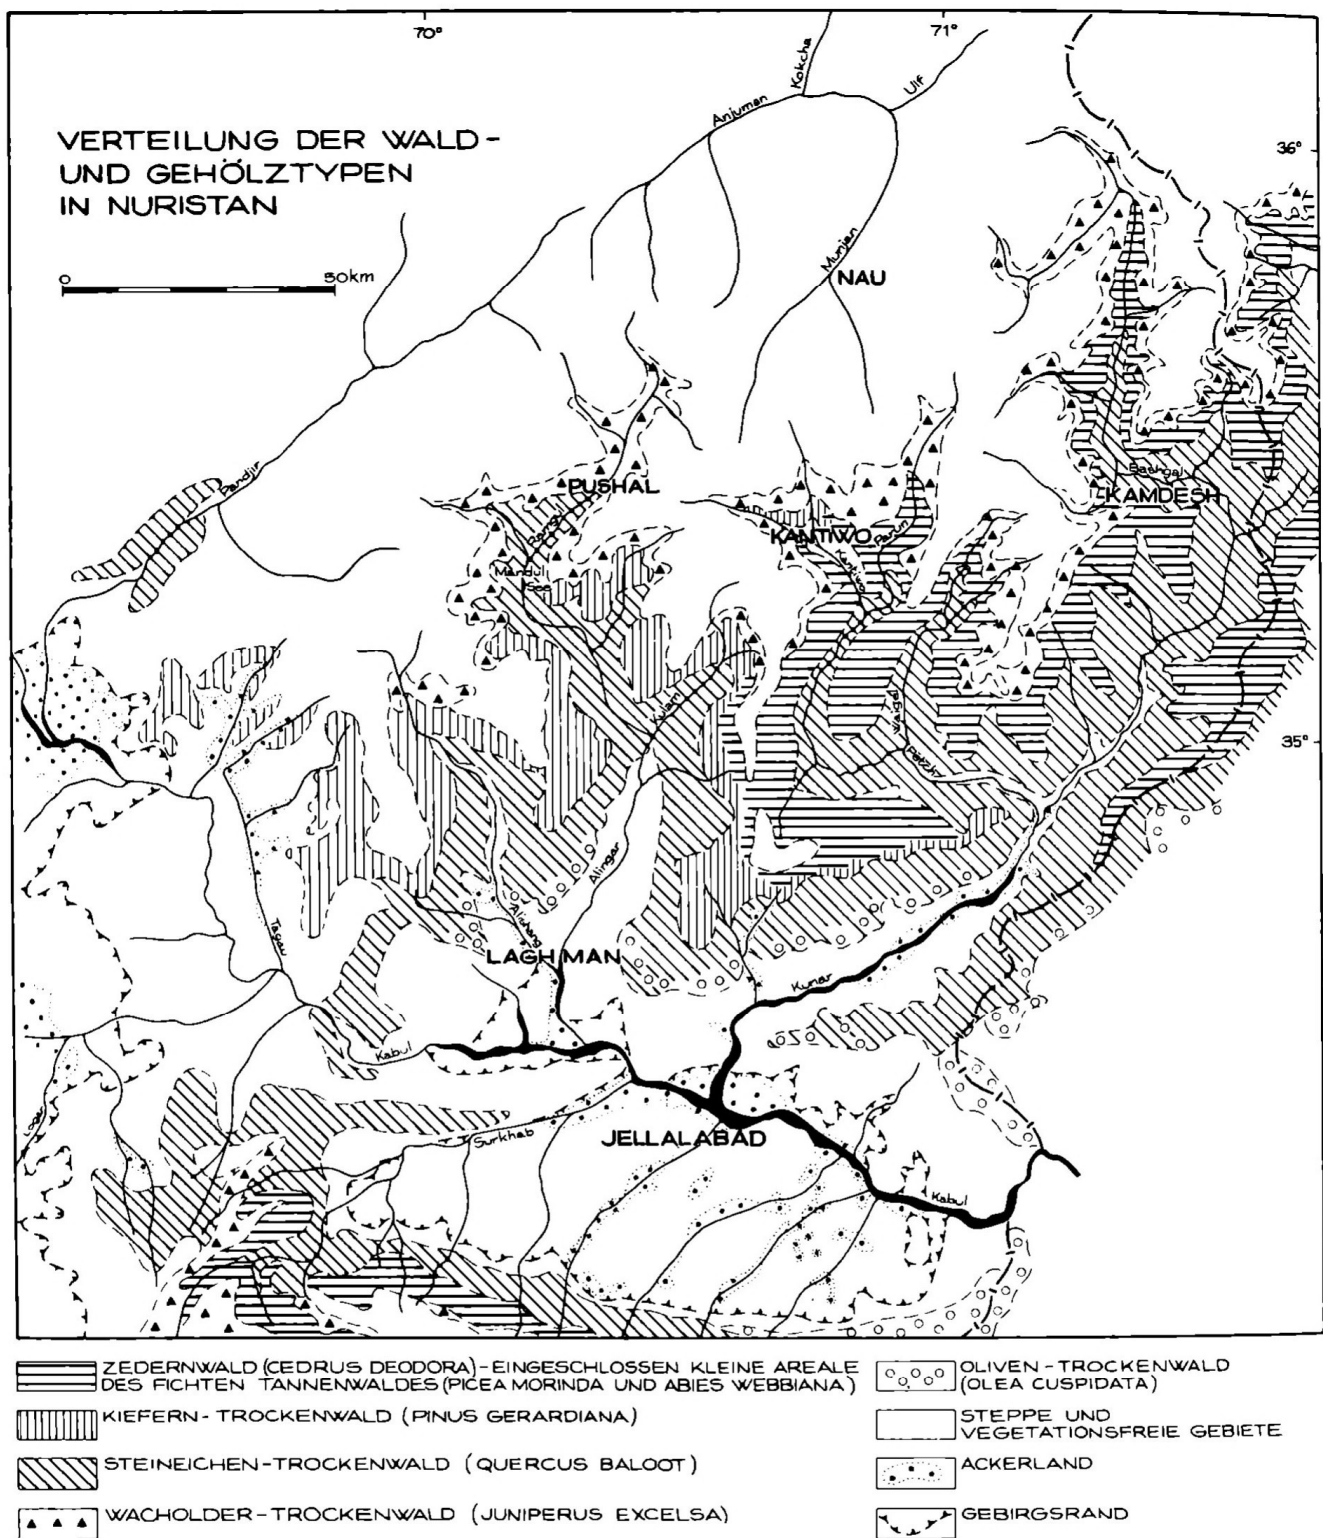 70°
71°
Kokcha
Ulf
Anjuman
VERTEILUNG DER WALD-
UND GEHÖLZTYPEN
IN NURISTAN
36°
0
50km
Munjan
NAU
Pandjir
Bashgal
PUSHAL
KAMDESH
Ramgl
KANTIWO
Parun
Kantiwo
Mandul
See
Kulam
Waigal
Petch
35°
Alingar
Alishang
Tagau
LAGHMAN
Kunar
Kabul
Logar
Surkhab
JELLALABAD
Kabul
ZEDERNWALD (CEDRUS DEODORA) - EINGESCHLOSSEN KLEINE AREALE
DES FICHTEN TANNENWALDES (PICEA MORINDA UND ABIES WEBBIANA)
KIEFERN-TROCKENWALD (PINUS GERARDIANA)
STEINEICHEN-TROCKENWALD (QUERCUS BALOOT)
WACHOLDER-TROCKENWALD (JUNIPERUS EXCELSA)
OLIVEN-TROCKENWALD
(OLEA CUSPIDATA)
STEPPE UND
VEGETATIONSFREIE GEBIETE
ACKERLAND
GEBIRGSRAND